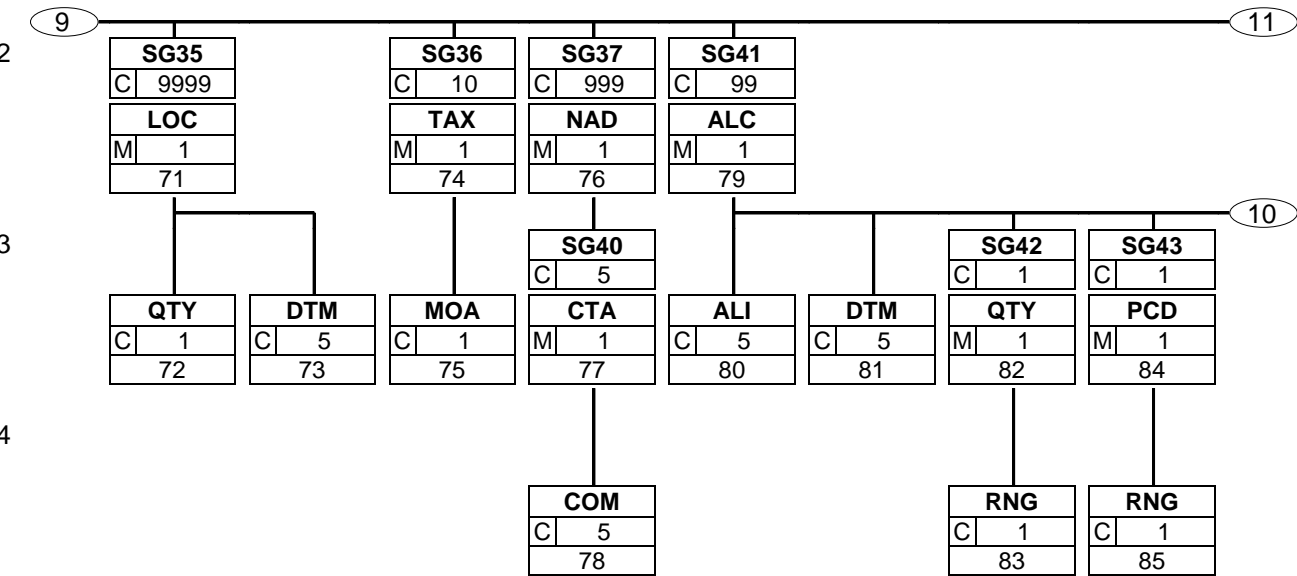 9 11
2 SG35 SG36 SG37 SG41
C 9999 C 10 C 999 C 99
LOC TAX NAD ALC
M 1 M 1 M 1 M 1
71 74 76 79
10
3 SG40 SG42 SG43
C 5 C 1 C 1
QTY DTM MOA CTA ALI DTM QTY PCD
C 1 C 5 C 1 M 1 C 5 C 5 M 1 M 1
72 73 75 77 80 81 82 84
4
COM RNG RNG
C 5 C 1 C 1
78 83 85